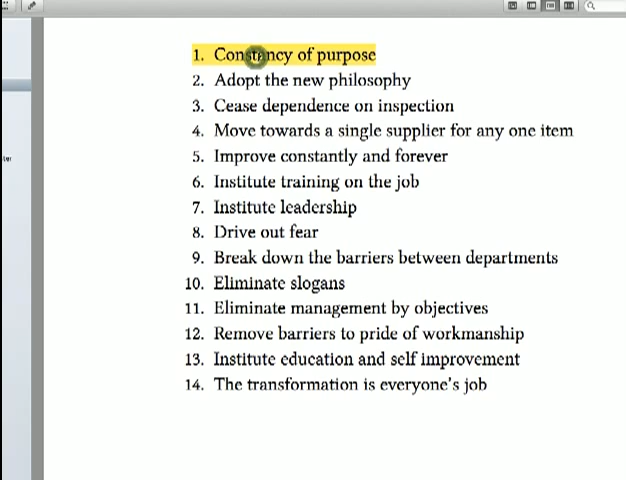 1. Constancy of purpose
2. Adopt the new philosophy
3. Cease dependence on inspection
4. Move towards a single supplier for any one item
5. Improve constantly and forever
6. Institute training on the job
7. Institute leadership
8. Drive out fear
9. Break down the barriers between departments
10. Eliminate slogans
11. Eliminate management by objectives
12. Remove barriers to pride of workmanship
13. Institute education and self improvement
14. The transformation is everyone's job